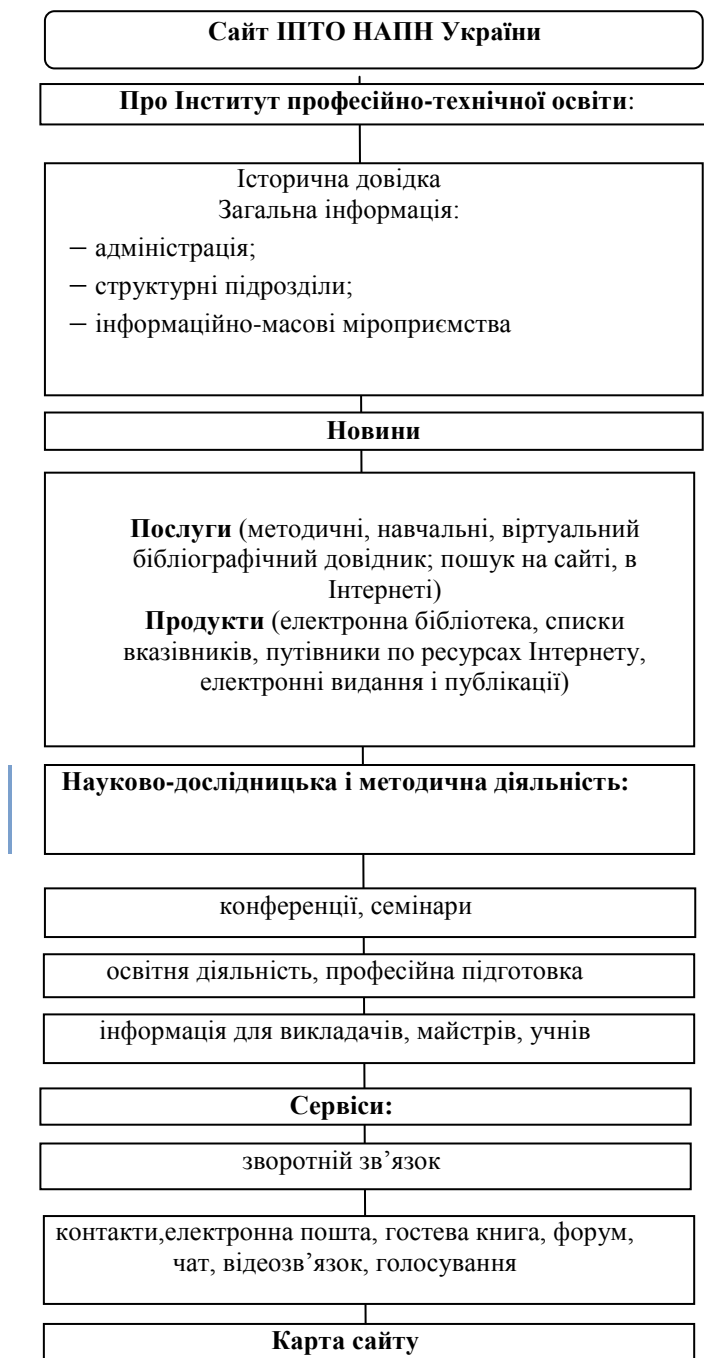 Сайт ІПТО НАПН України
Про Інститут професійно-технічної освіти:
Історична довідка
Загальна інформація:
– адміністрація;
– структурні підрозділи;
– інформаційно-масові міроприємства
Новини
Послуги (методичні, навчальні, віртуальний
бібліографічний довідник; пошук на сайті, в
Інтернеті)
Продукти (електронна бібліотека, списки
вказівників, путівники по ресурсах Інтернету,
електронні видання і публікації)
Науково-дослідницька і методична діяльність:
конференції, семінари
освітня діяльність, професійна підготовка
інформація для викладачів, майстрів, учнів
Сервіси:
зворотній зв’язок
контакти,електронна пошта, гостева книга, форум,
чат, відеозв’язок, голосування
Карта сайту